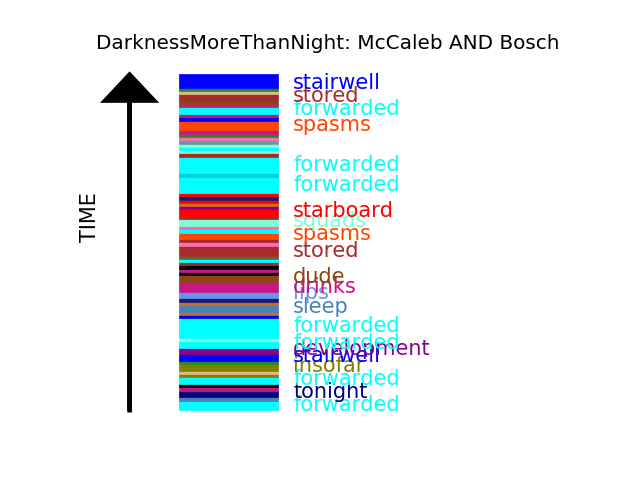 DarknessMoreThanNight: McCaleb AND Bosch
TIME
stairwell
stored
forwarded
spasms
forwarded
forwarded
starboard
squads
spasms
stored
dude
drinks
lips
sleep
forwarded
forwarded
development
stairwell
insofar
forwarded
tonight
forwarded